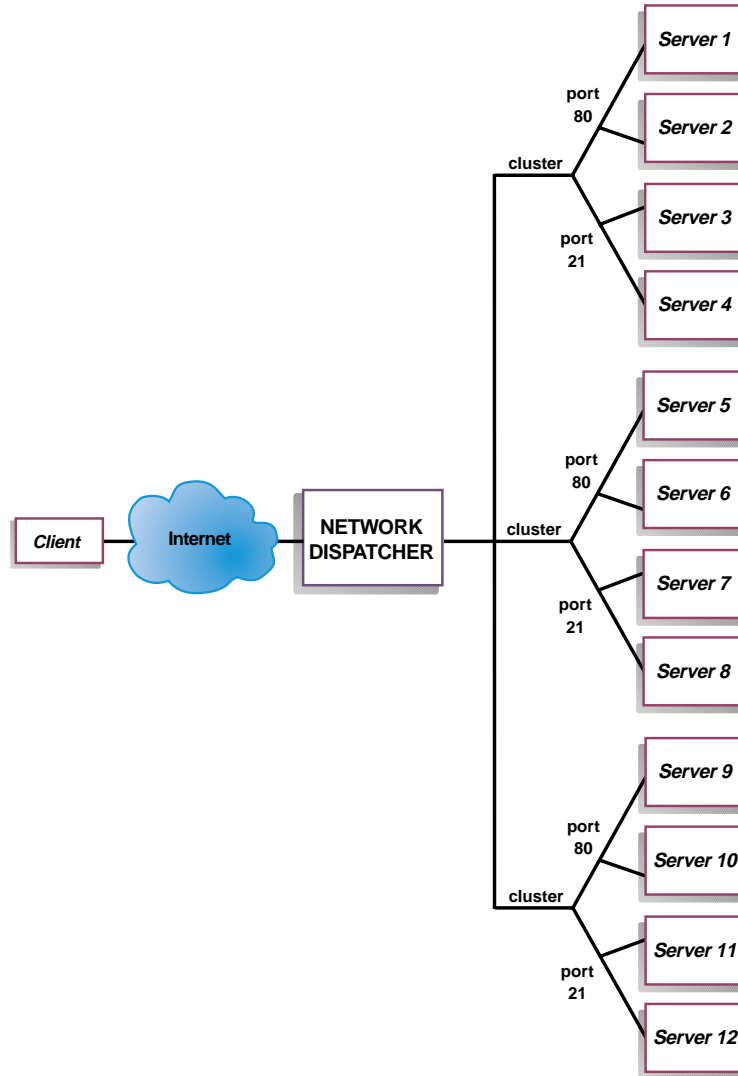 Server 1
port
80
Server 2
cluster
Server 3
port
21
Server 4
Server 5
port
80
Server 6
Client
Internet
NETWORK
DISPATCHER
cluster
Server 7
port
21
Server 8
Server 9
port
80
Server 10
cluster
Server 11
port
21
Server 12